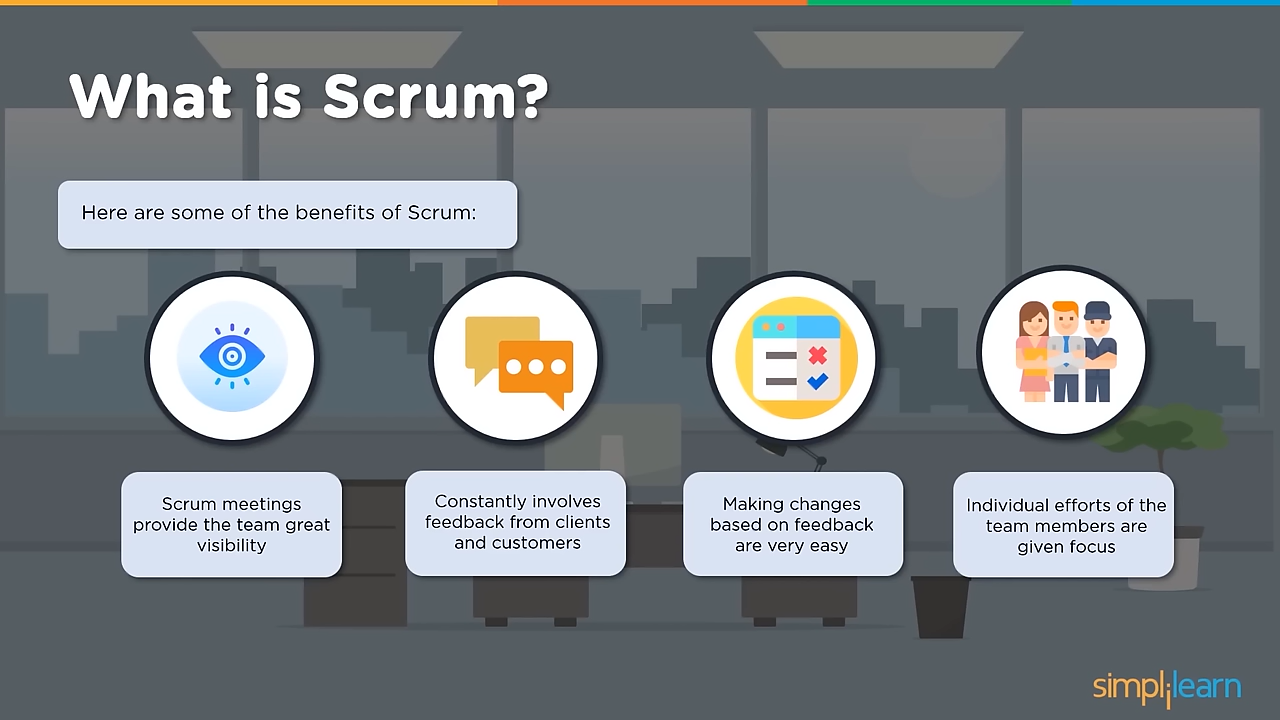 What is Scrum?
Here are some of the benefits of Scrum:
Scrum meetings
provide the team great
visibility
Constantly involves
feedback from clients
and customers
Making changes
based on feedback
are very easy
Individual efforts of the
team members are
given focus
simplilearn